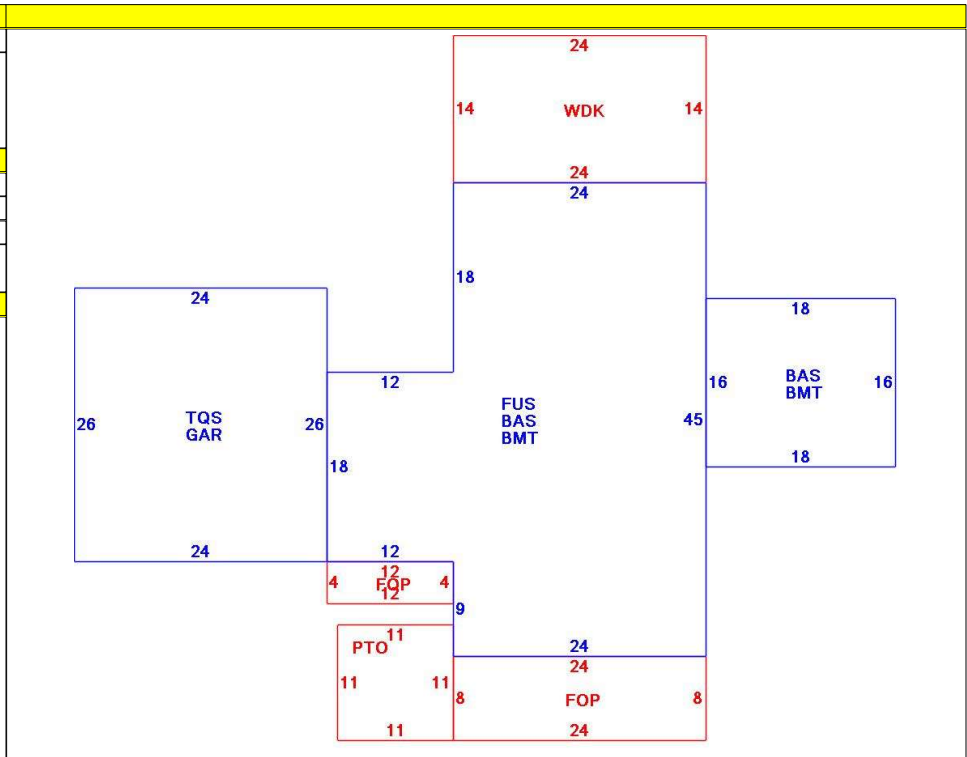 24
14 WDK 14
24
24
18
24
18
12
16 BAS 16
BMT
FUS
BAS
BMT
45
26 TQS 26
GAR
18
18
24
12
12
4 FOP 4
12
9
11
PTO
24
24
11 11
8 FOP 8
11
24